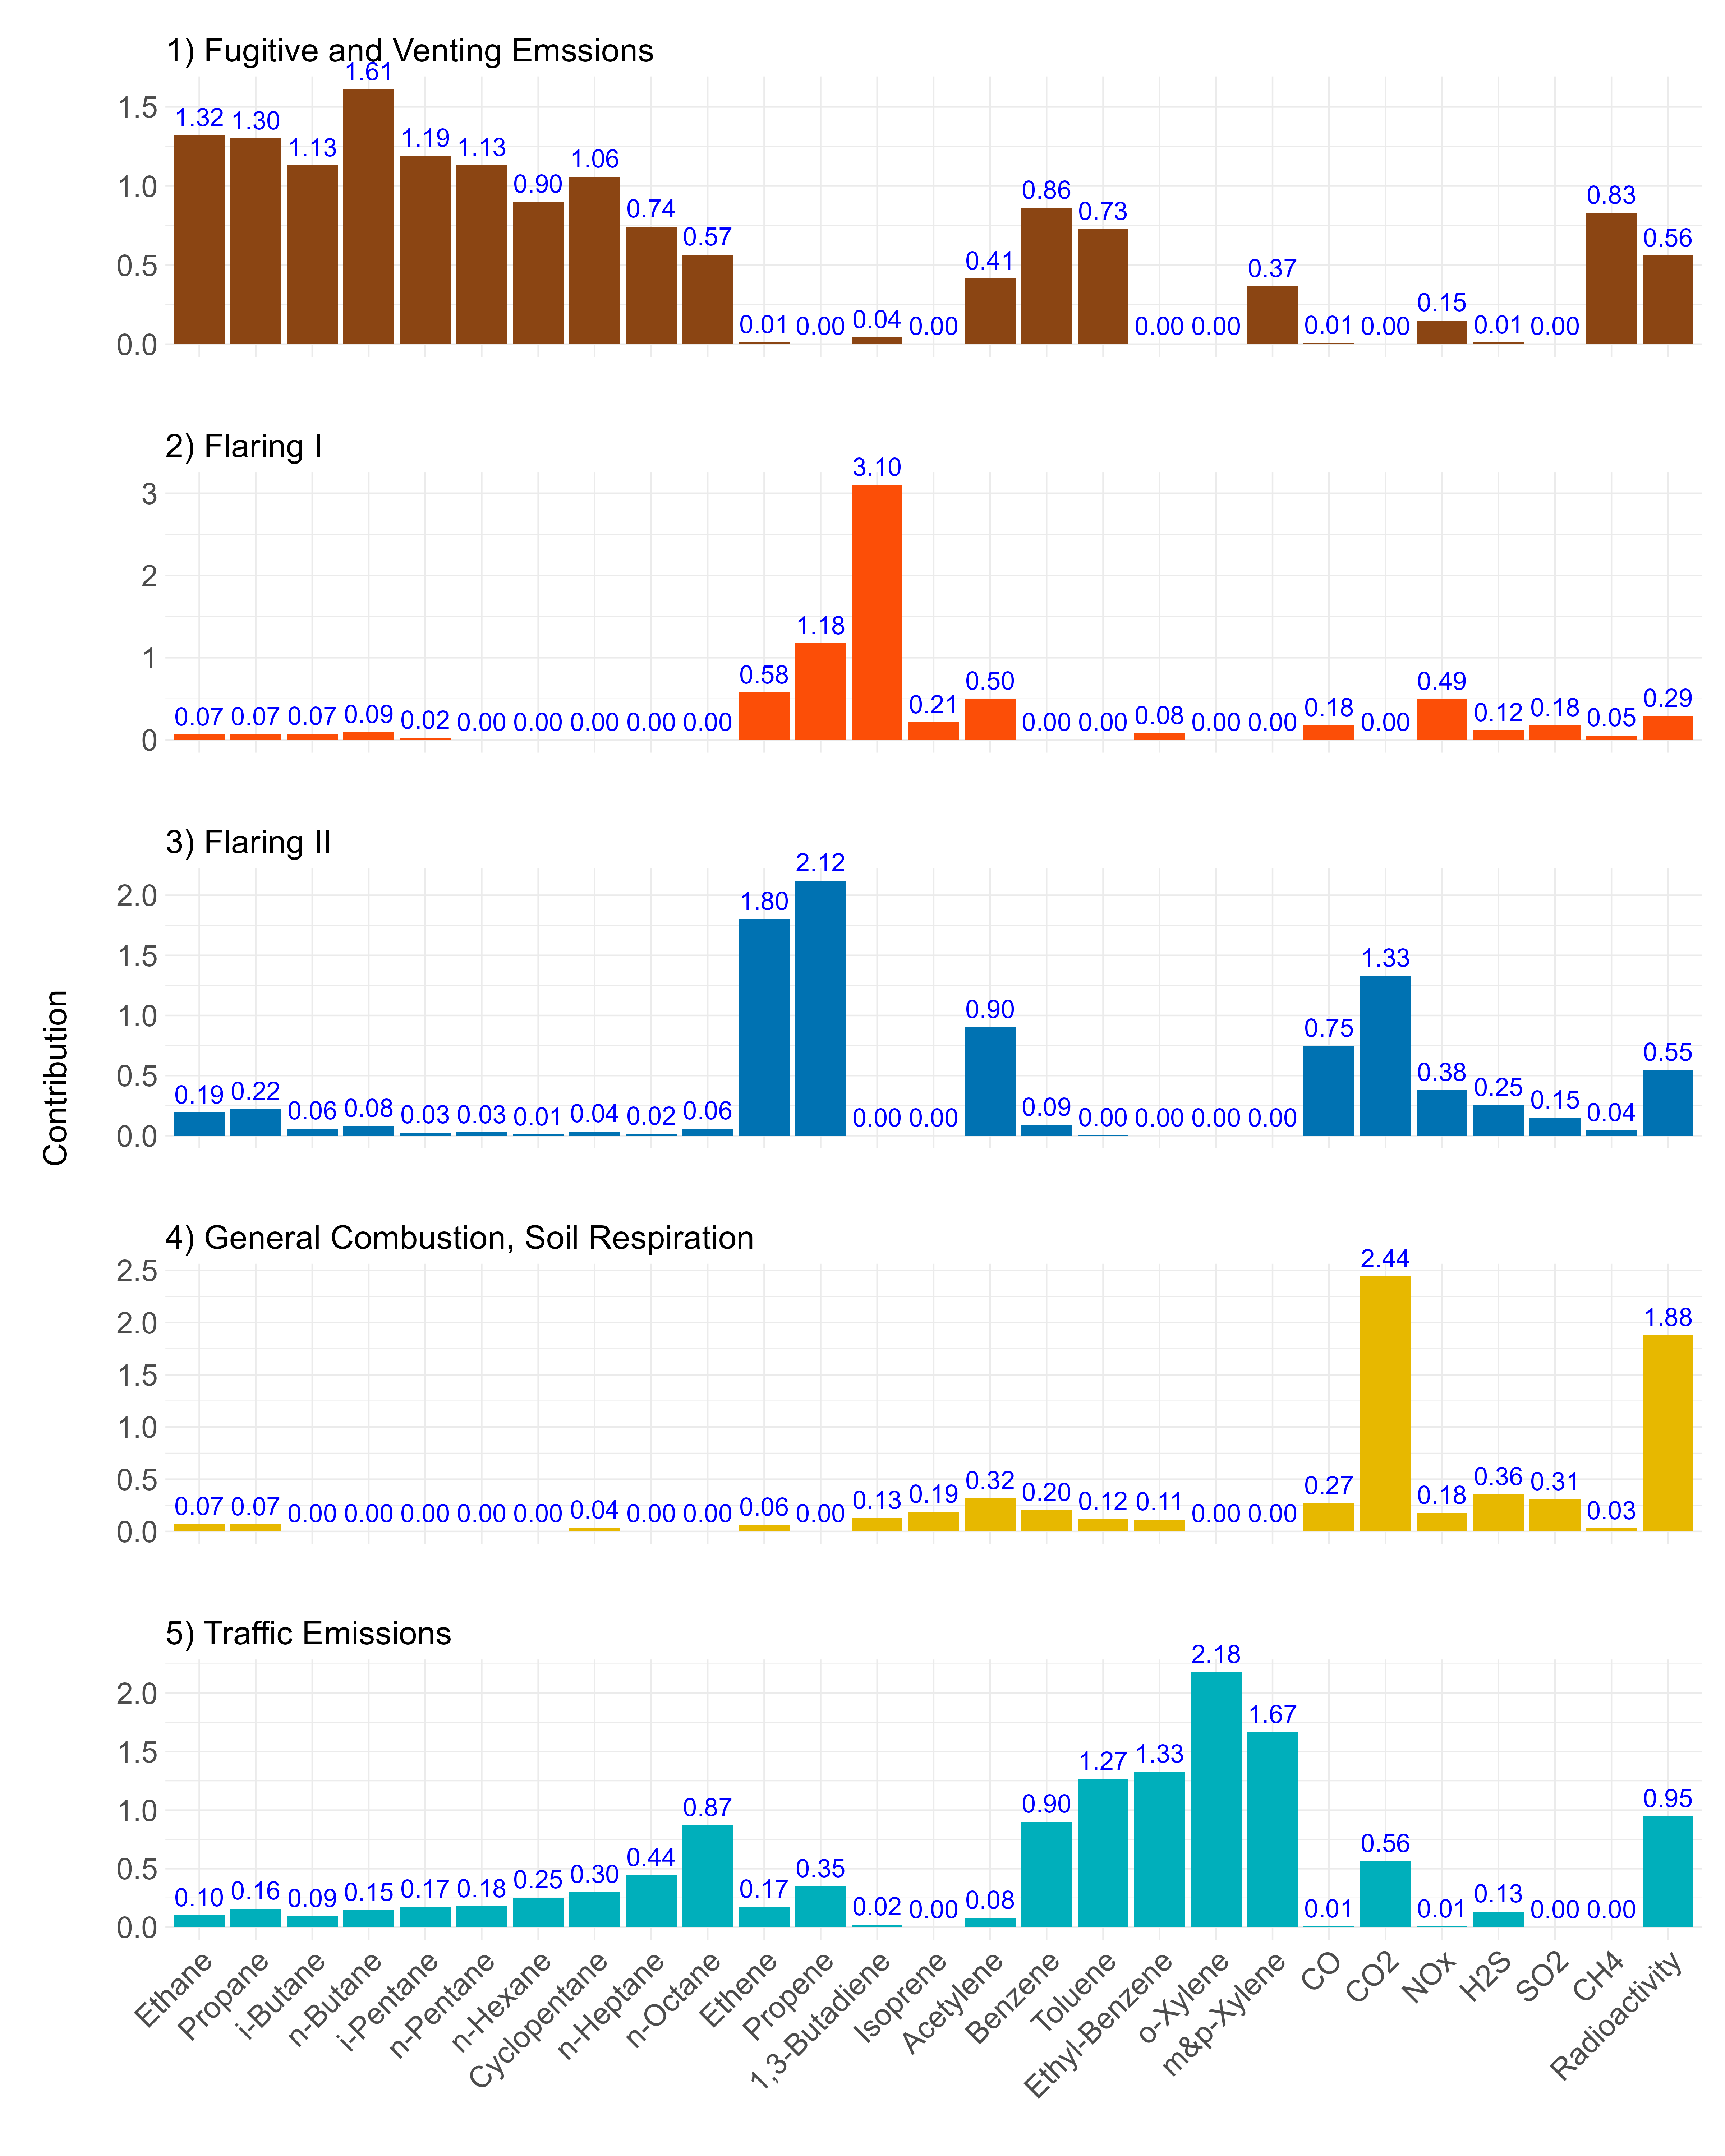 1) Fugitive and Venting Emssions
1.61
1.32 1.30 1.13 1.19 1.13 0.90 1.06 0.74 0.57 0.01 0.00 0.04 0.00 0.41 0.86 0.73 0.00 0.00 0.37 0.01 0.00 0.15 0.01 0.00 0.83 0.56
1.5
1.0
0.5
0.0
2) Flaring I
3.10
0.07 0.07 0.07 0.09 0.02 0.00 0.00 0.00 0.00 0.00 0.58 1.18 0.21 0.50 0.00 0.00 0.08 0.00 0.00 0.18 0.00 0.49 0.12 0.18 0.05 0.29
3
2
1
0
3) Flaring II
2.12
0.19 0.22 0.06 0.08 0.03 0.03 0.01 0.04 0.02 0.06 1.80 0.00 0.00 0.90 0.09 0.00 0.00 0.00 0.00 0.75 1.33 0.38 0.25 0.15 0.04 0.55
2.0
1.5
1.0
0.5
0.0
Contribution
4) General Combustion, Soil Respiration
2.44
0.07 0.07 0.00 0.00 0.00 0.00 0.00 0.04 0.00 0.00 0.06 0.00 0.13 0.19 0.32 0.20 0.12 0.11 0.00 0.00 0.27 0.18 0.36 0.31 0.03 1.88
2.5
2.0
1.5
1.0
0.5
0.0
5) Traffic Emissions
2.18
0.10 0.16 0.09 0.15 0.17 0.18 0.25 0.30 0.44 0.87 0.17 0.35 0.02 0.00 0.08 0.90 1.27 1.33 1.67 0.01 0.56 0.01 0.13 0.00 0.00 0.95
2.0
1.5
1.0
0.5
0.0
Ethane
Propane
i-Butane
n-Butane
i-Pentane
n-Pentane
n-Hexane
Cyclopentane
n-Heptane
n-Octane
Ethene
Propene
1,3-Butadiene
Isoprene
Acetylene
Benzene
Toluene
Ethyl-Benzene
o-Xylene
m&p-Xylene
CO
CO2
NOx
H2S
SO2
CH4
Radioactivity